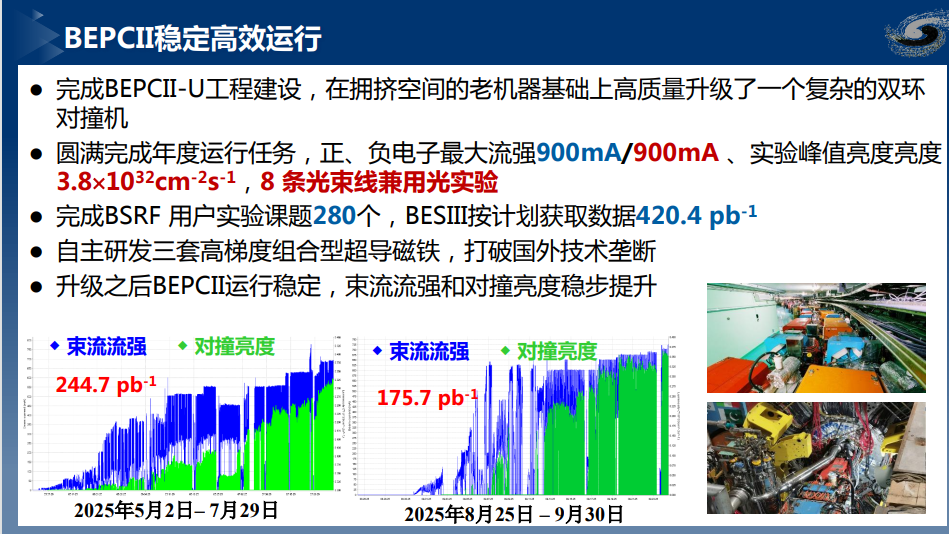 BEPCII稳定高效运行
● 完成BEPCII-U工程建设，在拥挤空间的老机器基础上高质量升级了一个复杂的双环
对撞机
● 圆满完成年度运行任务，正、负电子最大流强900mA/900mA 、实验峰值亮度亮度
3.8×10³²cm⁻²s⁻¹，8 条光束线兼用光实验
● 完成BSRF 用户实验课题280个，BESIII按计划获取数据420.4 pb⁻¹
● 自主研发三套高梯度组合型超导磁铁，打破国外技术垄断
● 升级之后BEPCII运行稳定，束流流强和对撞亮度稳步提升
◆ 束流流强 ◆ 对撞亮度
244.7 pb⁻¹
2025年5月2日– 7月29日
◆ 束流流强 ◆ 对撞亮度
175.7 pb⁻¹
2025年8月25日 – 9月30日